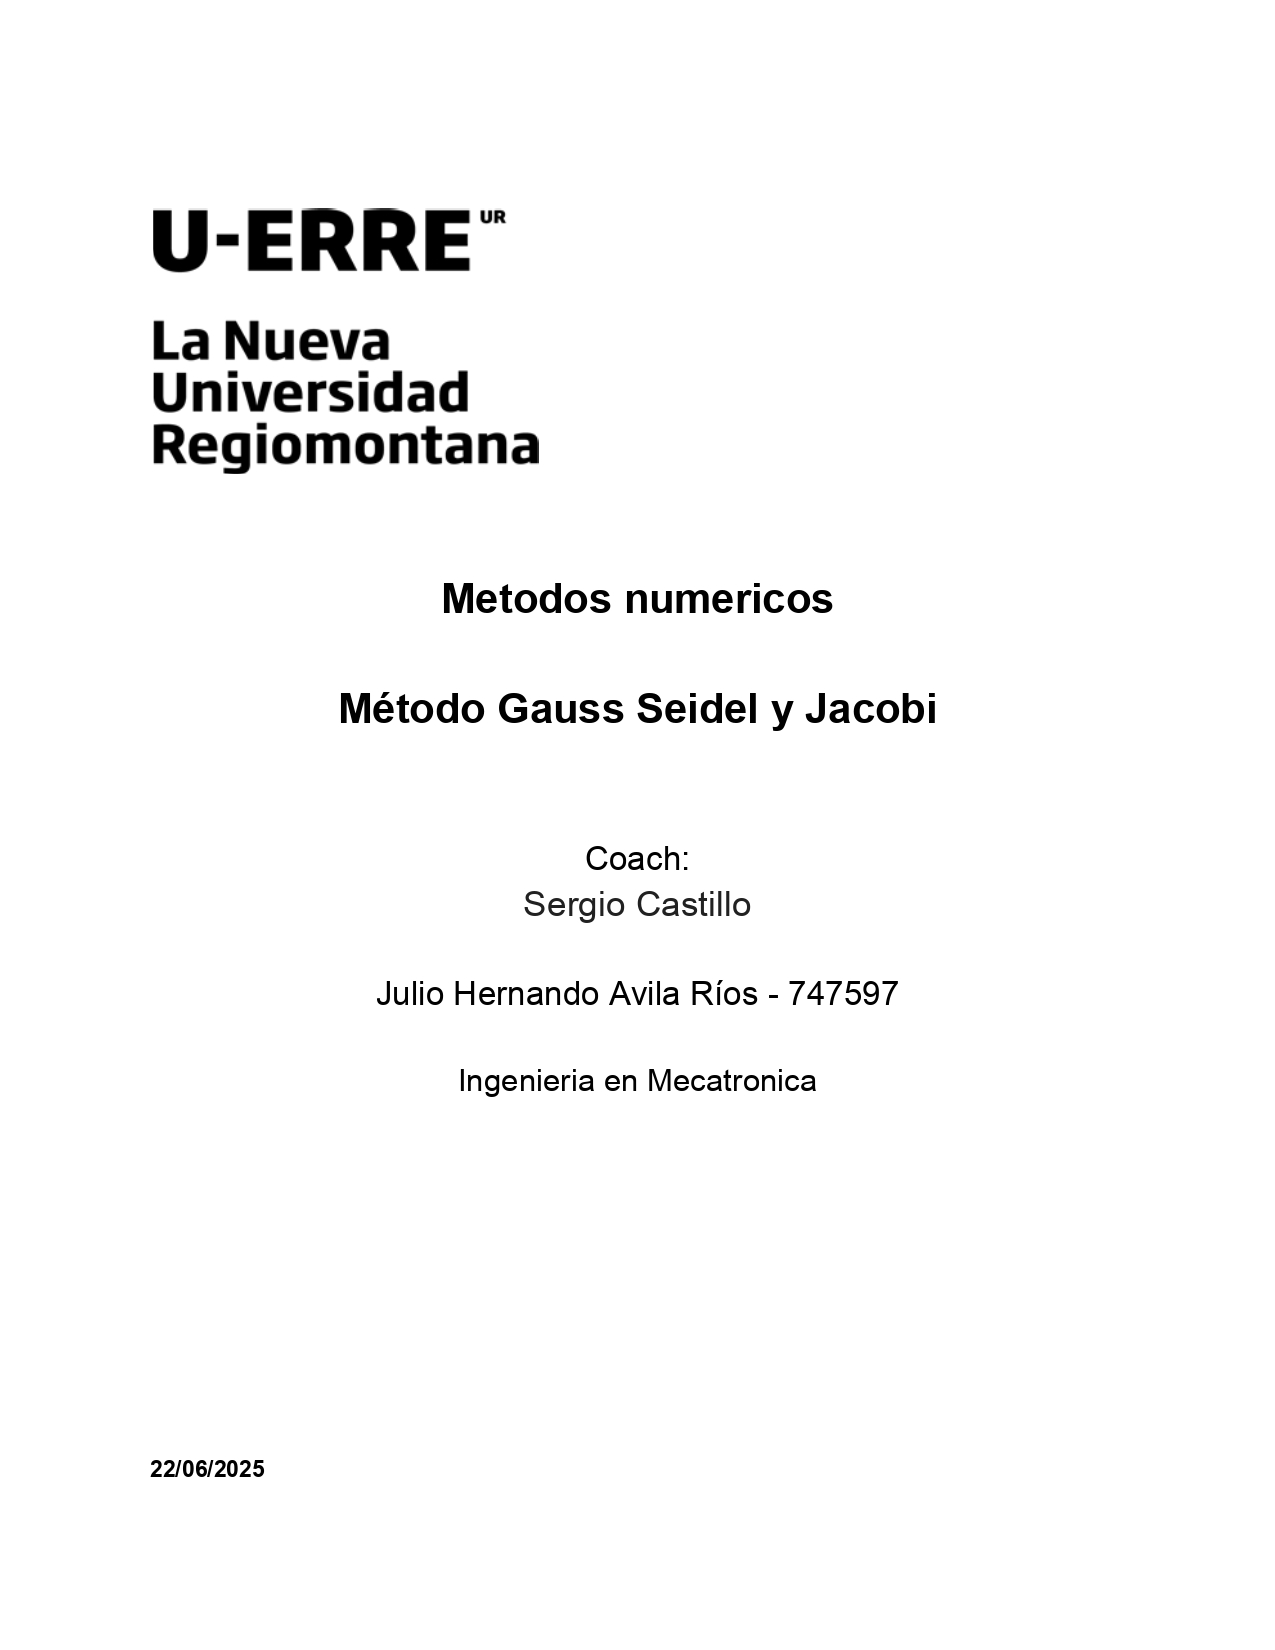 U-ERRE UR
La Nueva
Universidad
Regiomontana
Metodos numericos
Método Gauss Seidel y Jacobi
Coach:
Sergio Castillo
Julio Hernando Avila Ríos - 747597
Ingenieria en Mecatronica
22/06/2025